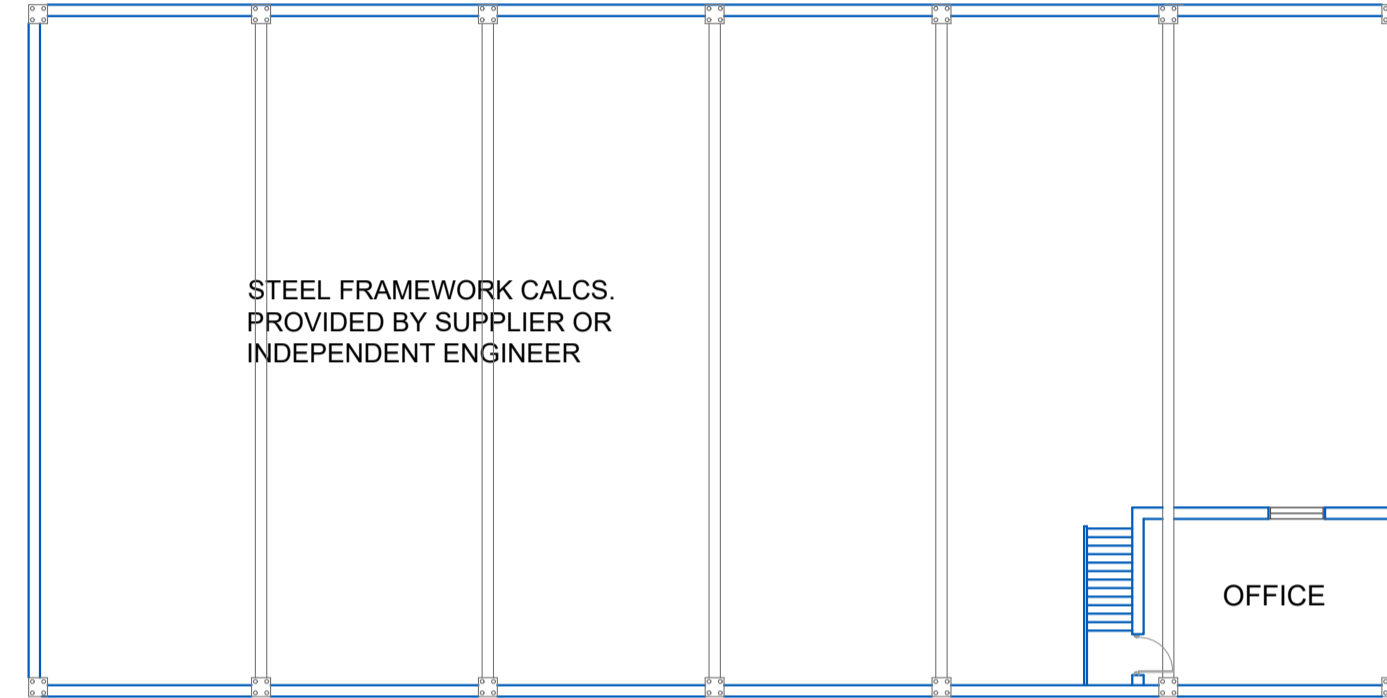 STEEL FRAMEWORK CALCS.
PROVIDED BY SUPPLIER OR
INDEPENDENT ENGINEER
OFFICE